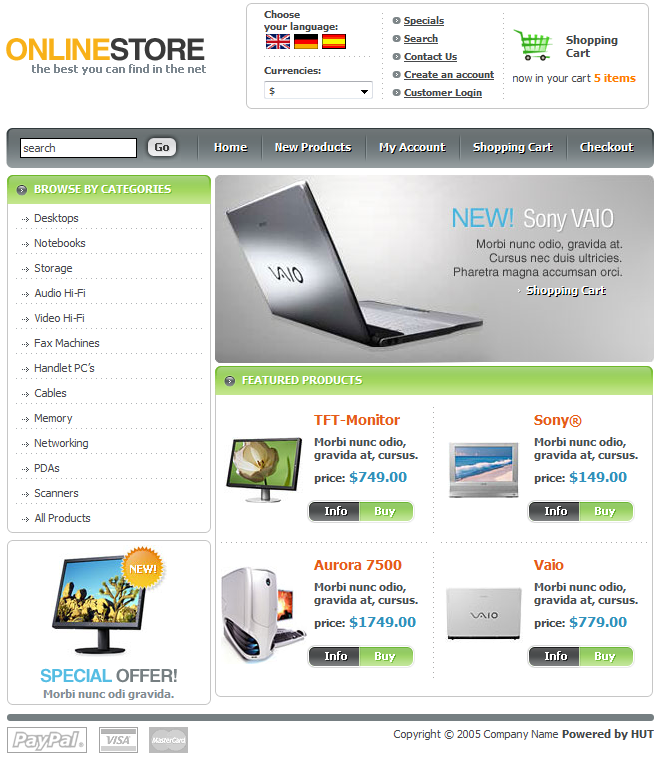 ONLINESTORE
the best you can find in the net
Choose
your language:
Currencies:
$
Specials
Search
Contact Us
Create an account
Customer Login
Shopping
Cart
now in your cart 5 items
search
Go
Home
New Products
My Account
Shopping Cart
Checkout
BROWSE BY CATEGORIES
Desktops
Notebooks
Storage
Audio Hi-Fi
Video Hi-Fi
Fax Machines
Handlet PC's
Cables
Memory
Networking
PDAs
Scanners
All Products
NEW!
SPECIAL OFFER!
Morbi nunc odi gravida.
VAIO
NEW! Sony VAIO
Morbi nunc odio, gravida at.
Cursus nec duis ultricies.
Pharetra magna accumsan orci.
Shopping Cart
FEATURED PRODUCTS
TFT-Monitor
Morbi nunc odio,
gravida at, cursus.
price: $749.00
Info
Buy
Sony®
Morbi nunc odio,
gravida at, cursus.
price: $149.00
Info
Buy
Aurora 7500
Morbi nunc odio,
gravida at, cursus.
price: $1749.00
Info
Buy
VAIO
Vaio
Morbi nunc odio,
gravida at, cursus.
price: $779.00
Info
Buy
PayPal
VISA
MasterCard
Copyright © 2005 Company Name Powered by HUT